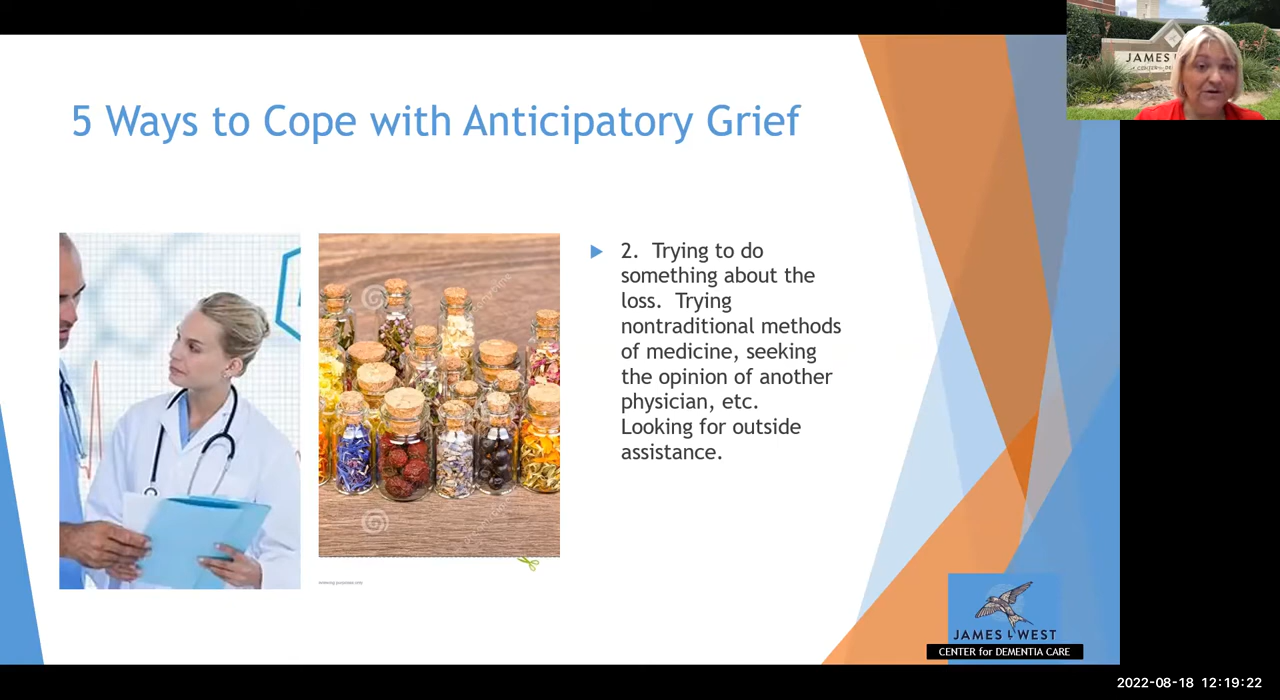 JAMES L
5 Ways to Cope with Anticipatory Grief
2. Trying to do
something about the
loss. Trying
nontraditional methods
of medicine, seeking
the opinion of another
physician, etc.
Looking for outside
assistance.
JAMES L WEST
CENTER for DEMENTIA CARE
2022-08-18 12:19:22